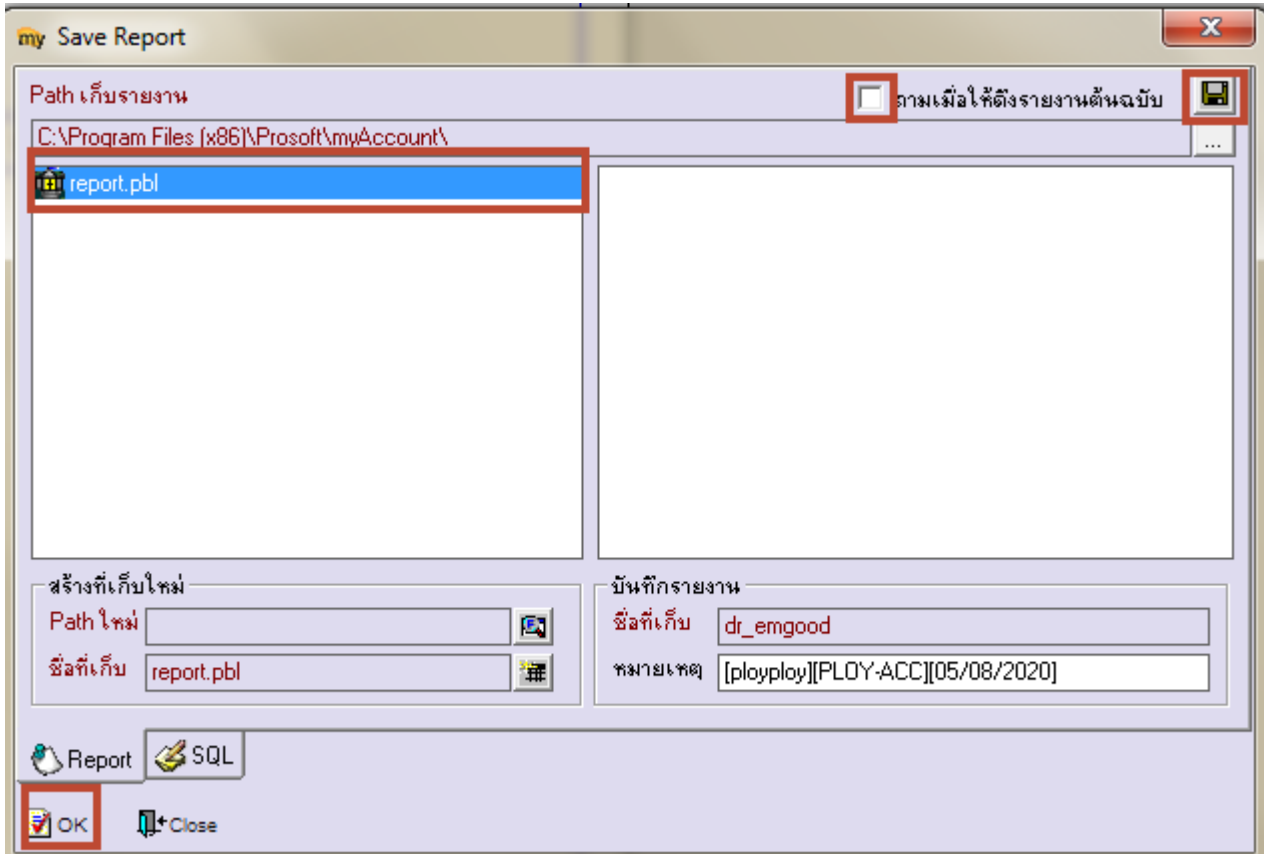 my Save Report
Path เก็บรายงาน
ถามเมื่อให้ดึงรายงานต้นฉบับ
C:\Program Files (x86)\Prosoft\myAccount\
...
report.pbl
สร้างที่เก็บใหม่
Path ใหม่
ชื่อที่เก็บ report.pbl
บันทึกรายงาน
ชื่อที่เก็บ dr_emgood
หมายเหตุ [ployploy][PLOY-ACC][05/08/2020]
Report SQL
OK Close